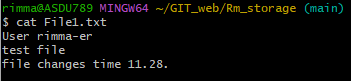 rimma@ASDU789 MINGW64 ~/GIT_web/Rm_storage (main)
$ cat File1.txt
User rimma-er
test file
file changes time 11.28.